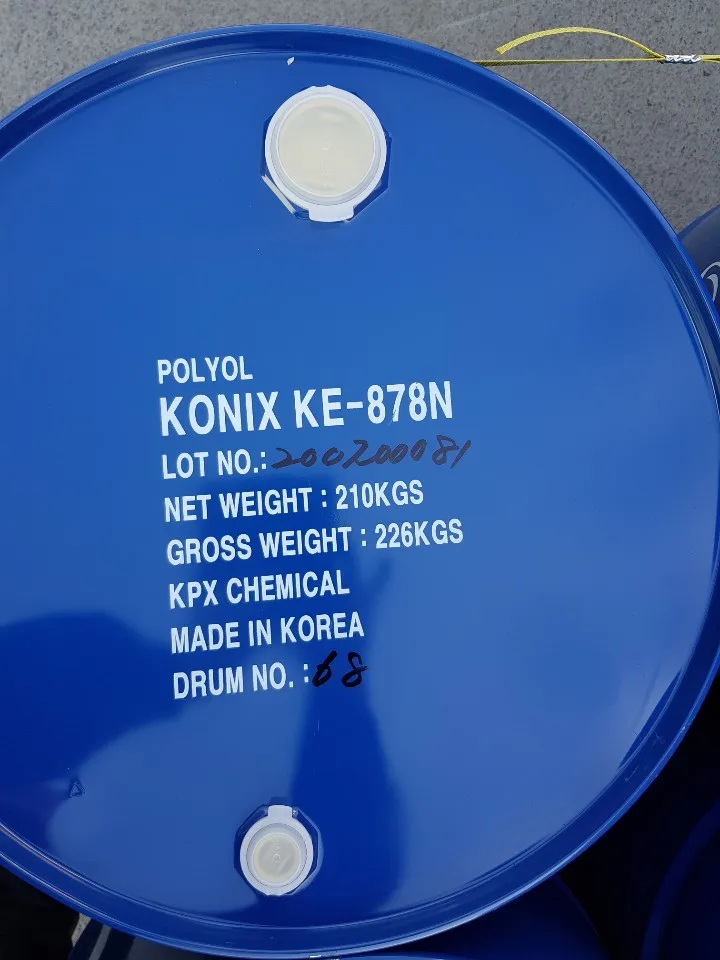 POLYOL
KONIX KE-878N
LOT NO.: 200700081
NET WEIGHT : 210KGS
GROSS WEIGHT : 226KGS
KPX CHEMICAL
MADE IN KOREA
DRUM NO. : 68